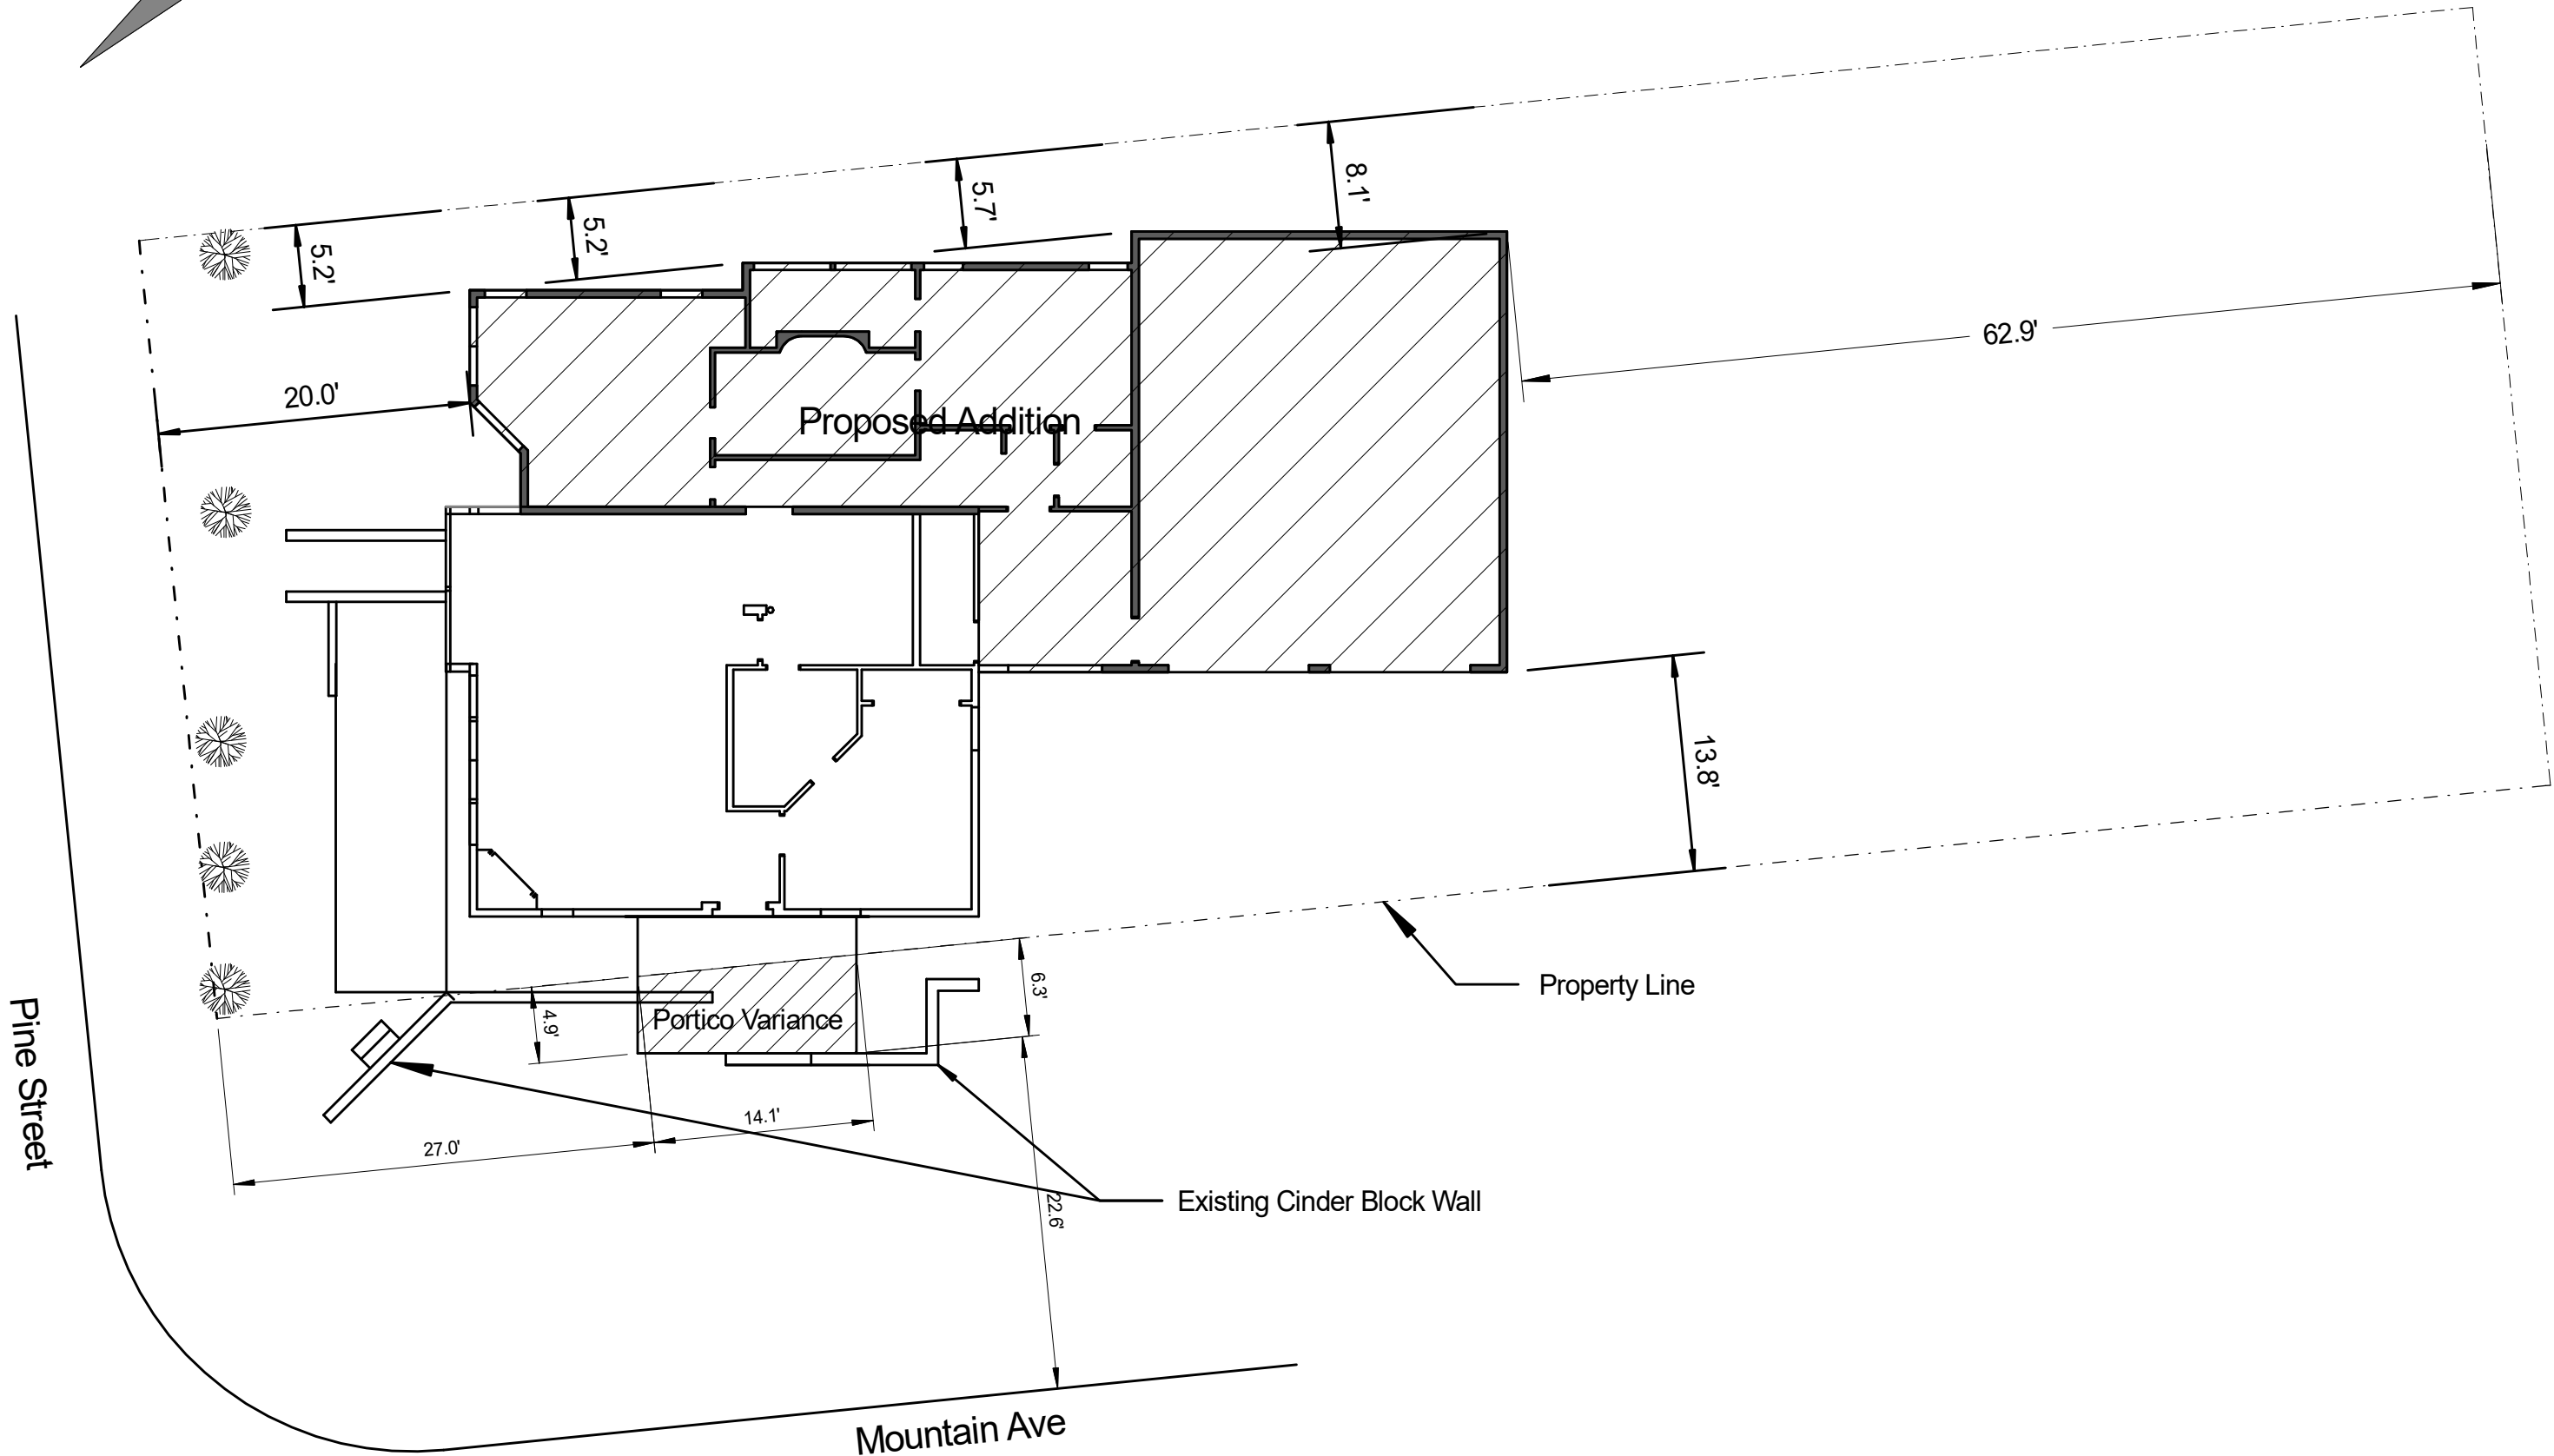 8.1'
5.7'
5.2'
5.2'
62.9'
20.0'
Proposed Addition
13.8'
Property Line
6.3'
4.9'
Portico Variance
14.1'
27.0'
Existing Cinder Block Wall
22.6'
Pine Street
Mountain Ave